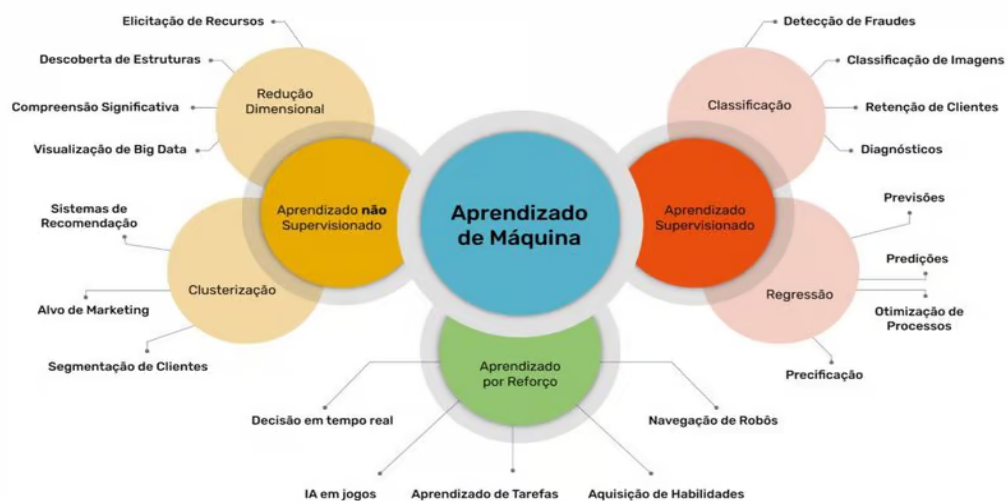 Elicitação de Recursos
Descoberta de Estruturas
Compreensão Significativa
Visualização de Big Data
Redução
Dimensional
Aprendizado não
Supervisionado
Sistemas de
Recomendação
Alvo de Marketing
Segmentação de Clientes
Clusterização
Aprendizado
de Máquina
Detecção de Fraudes
Classificação de Imagens
Retenção de Clientes
Diagnósticos
Classificação
Aprendizado
Supervisionado
Previsões
Predições
Otimização de
Processos
Precificação
Regressão
Aprendizado
por Reforço
Decisão em tempo real
IA em jogos
Aprendizado de Tarefas
Aquisição de Habilidades
Navegação de Robôs